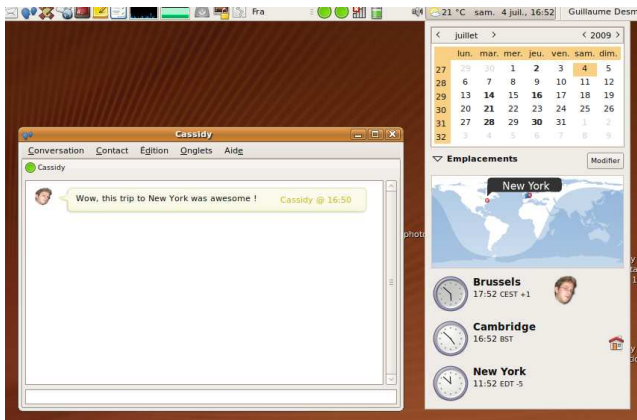 Fra
21 °C sam. 4 juil., 16:52 Guillaume Desm
< juillet > < 2009 >
lun. mar. mer. jeu. ven. sam. dim.
27 29 30 1 2 3 4 5
28 6 7 8 9 10 11 12
29 13 14 15 16 17 18 19
30 20 21 22 23 24 25 26
31 27 28 29 30 31 1 2
32 3 4 5 6 7 8 9
Cassidy
Conversation Contact Édition Onglets Aide
Cassidy
Wow, this trip to New York was awesome ! Cassidy @ 16:50
Emplacements Modifier
New York
photo
Brussels
17:52 CEST +1
Cambridge
16:52 BST
New York
11:52 EDT -5